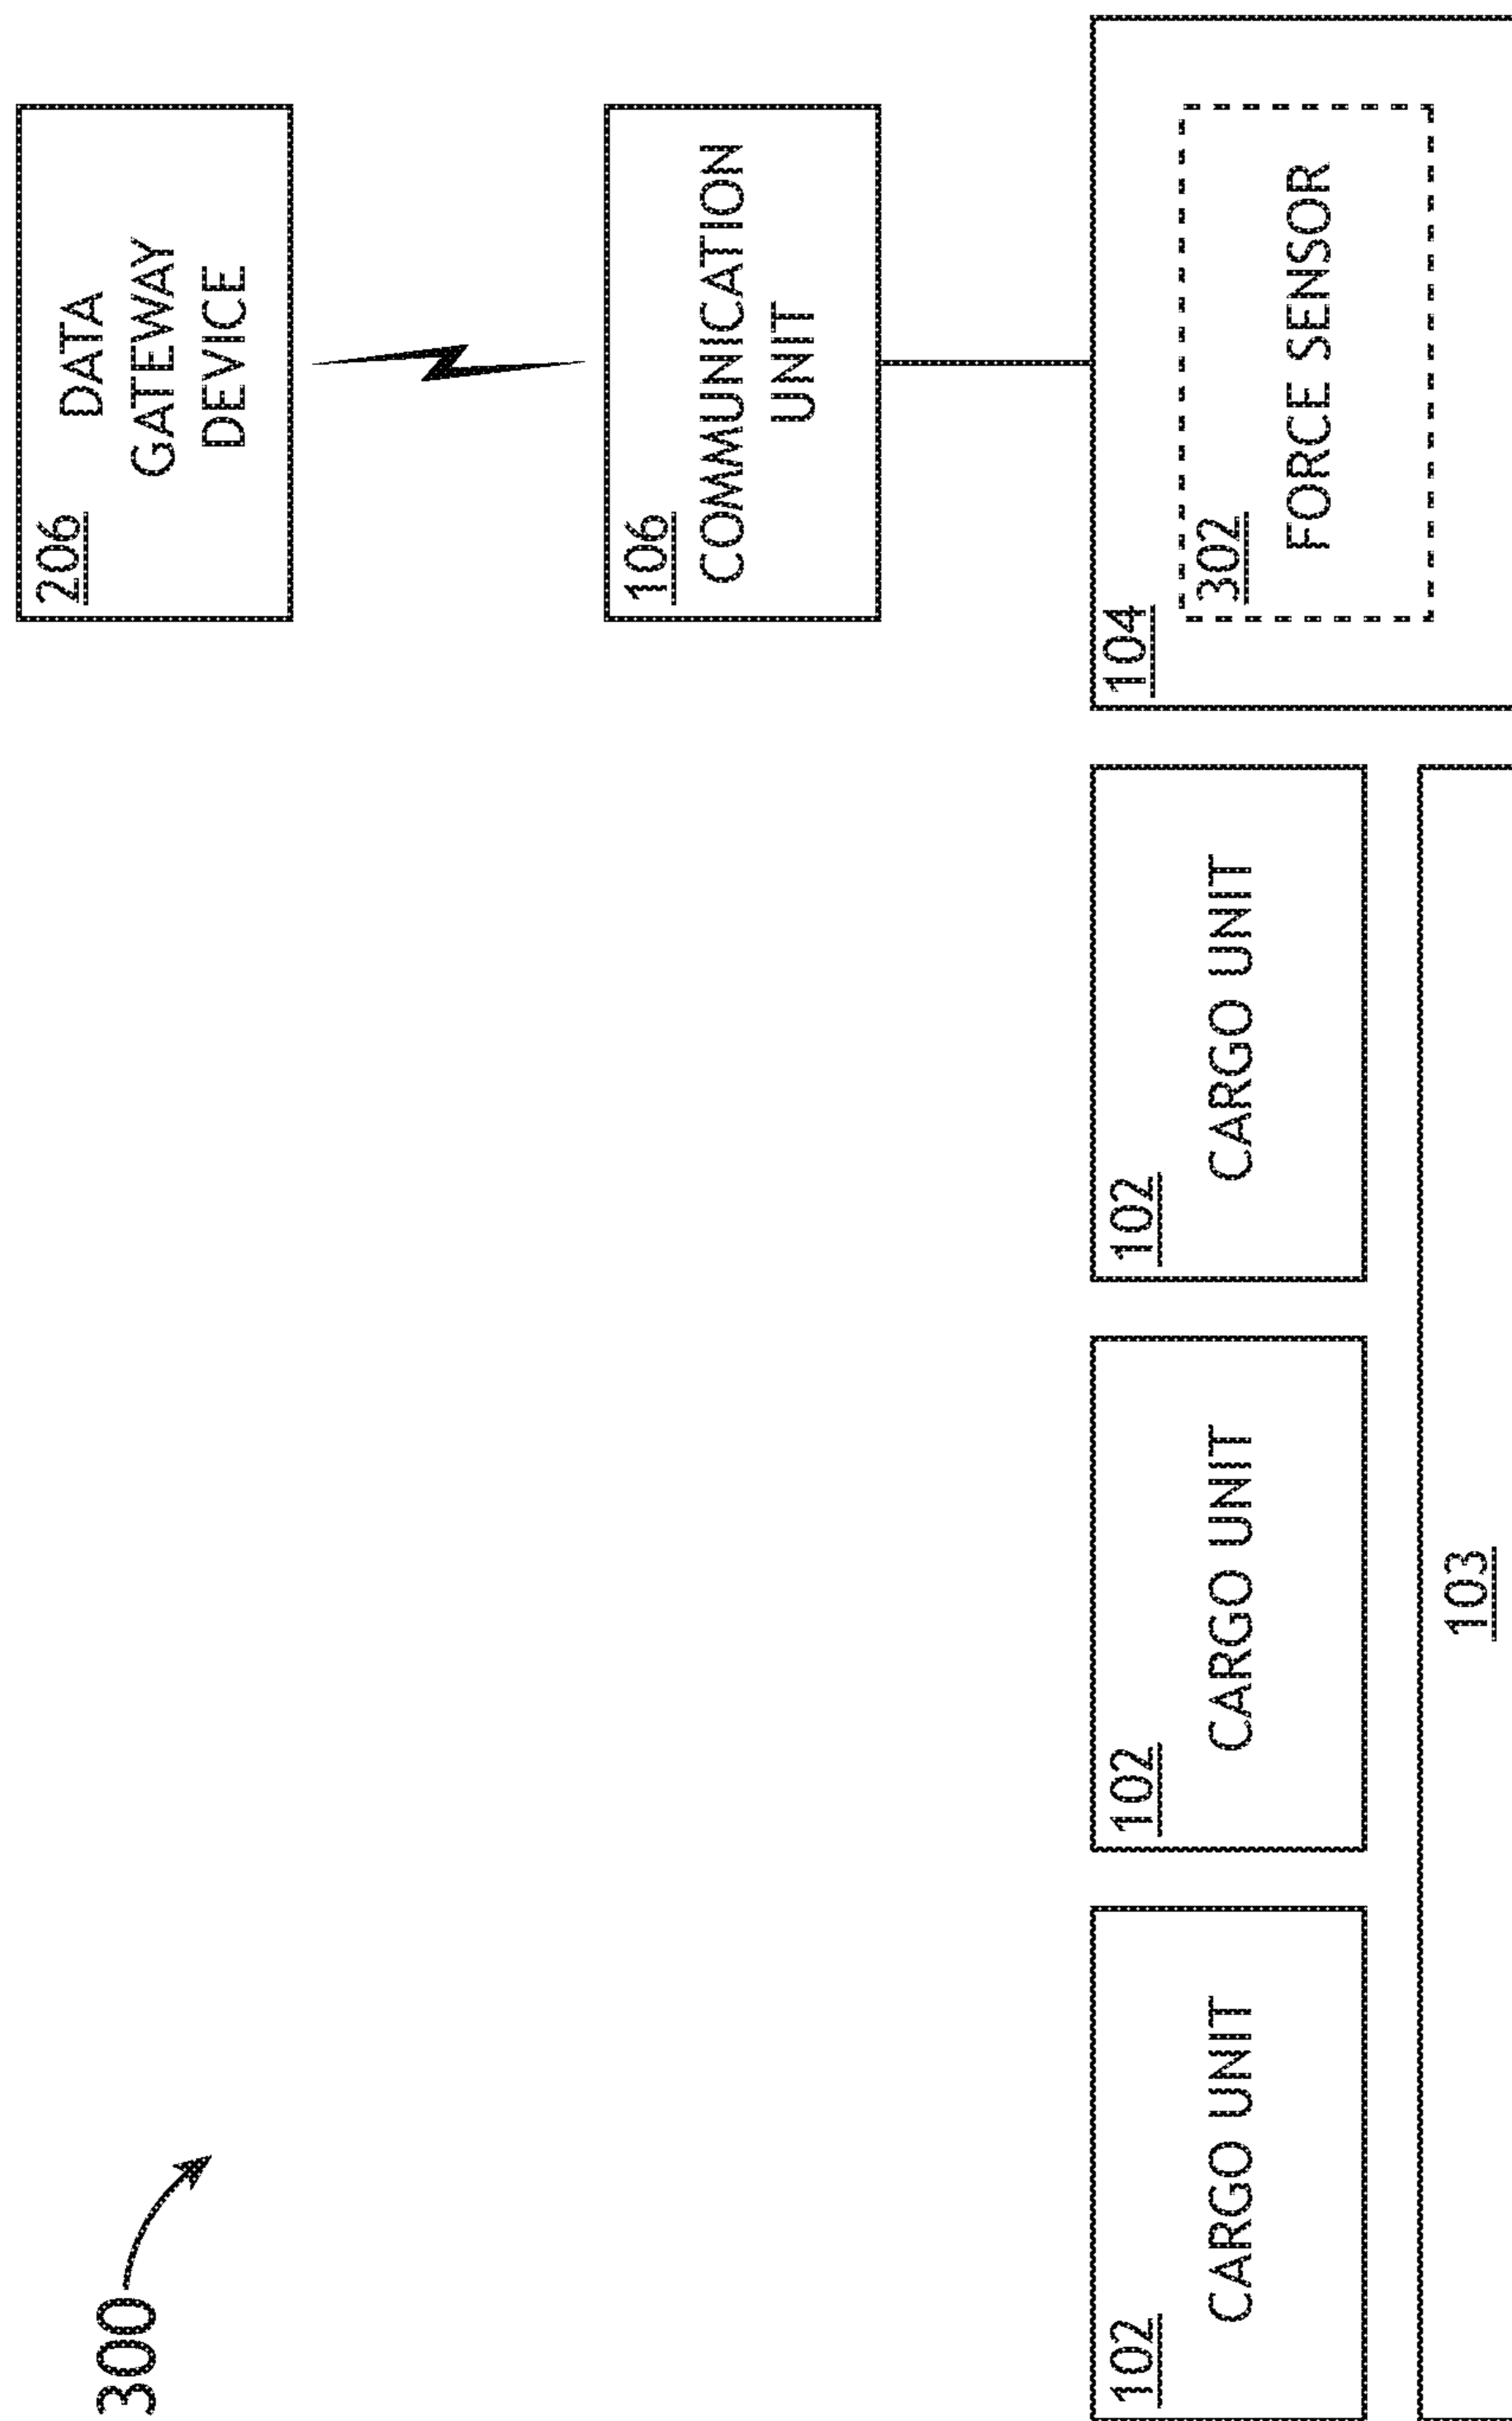 300
206
DATA
GATEWAY
DEVICE
106
COMMUNICATION
UNIT
102
CARGO UNIT
102
CARGO UNIT
102
CARGO UNIT
104
302
FORCE SENSOR
103